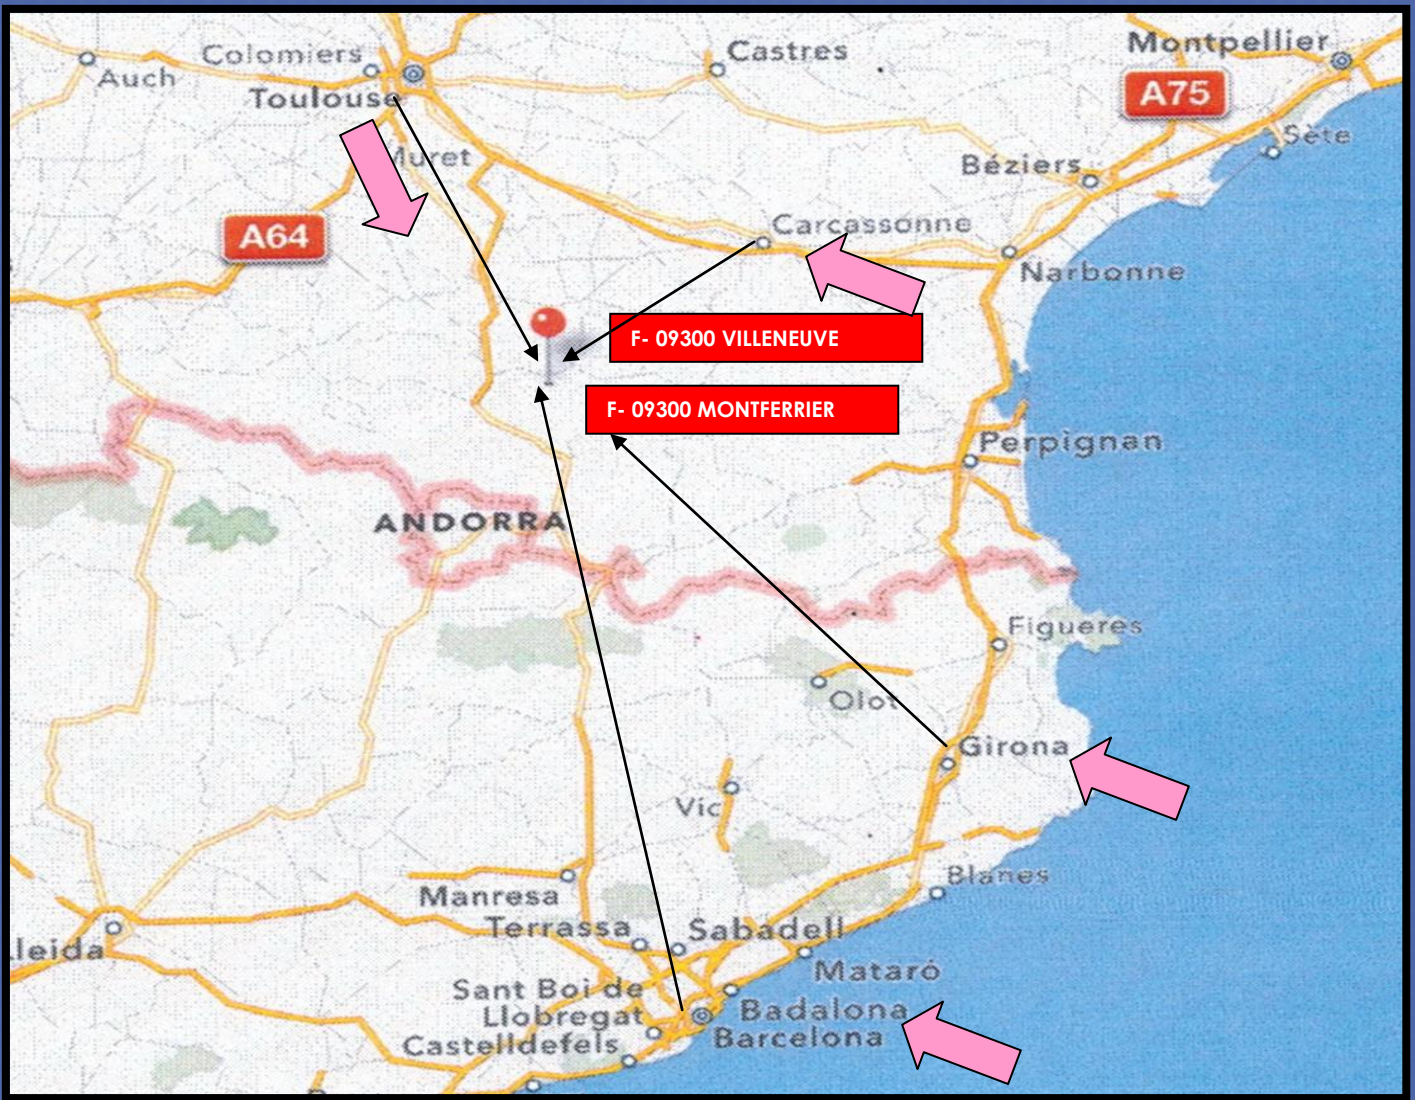 Montpellier
Castres
Colomiers
Auch
Toulouse
A75
Sète
Muret
Béziers
Carcassonne
A64
Narbonne
F- 09300 VILLENEUVE
F- 09300 MONTFERRIER
Perpignan
ANDORRA
Figueres
Olot
Girona
Vic
Blanes
Manresa
Terrassa
Sabadell
Lleida
Mataró
Sant Boi de
Llobregat
Badalona
Barcelona
Castelldefels